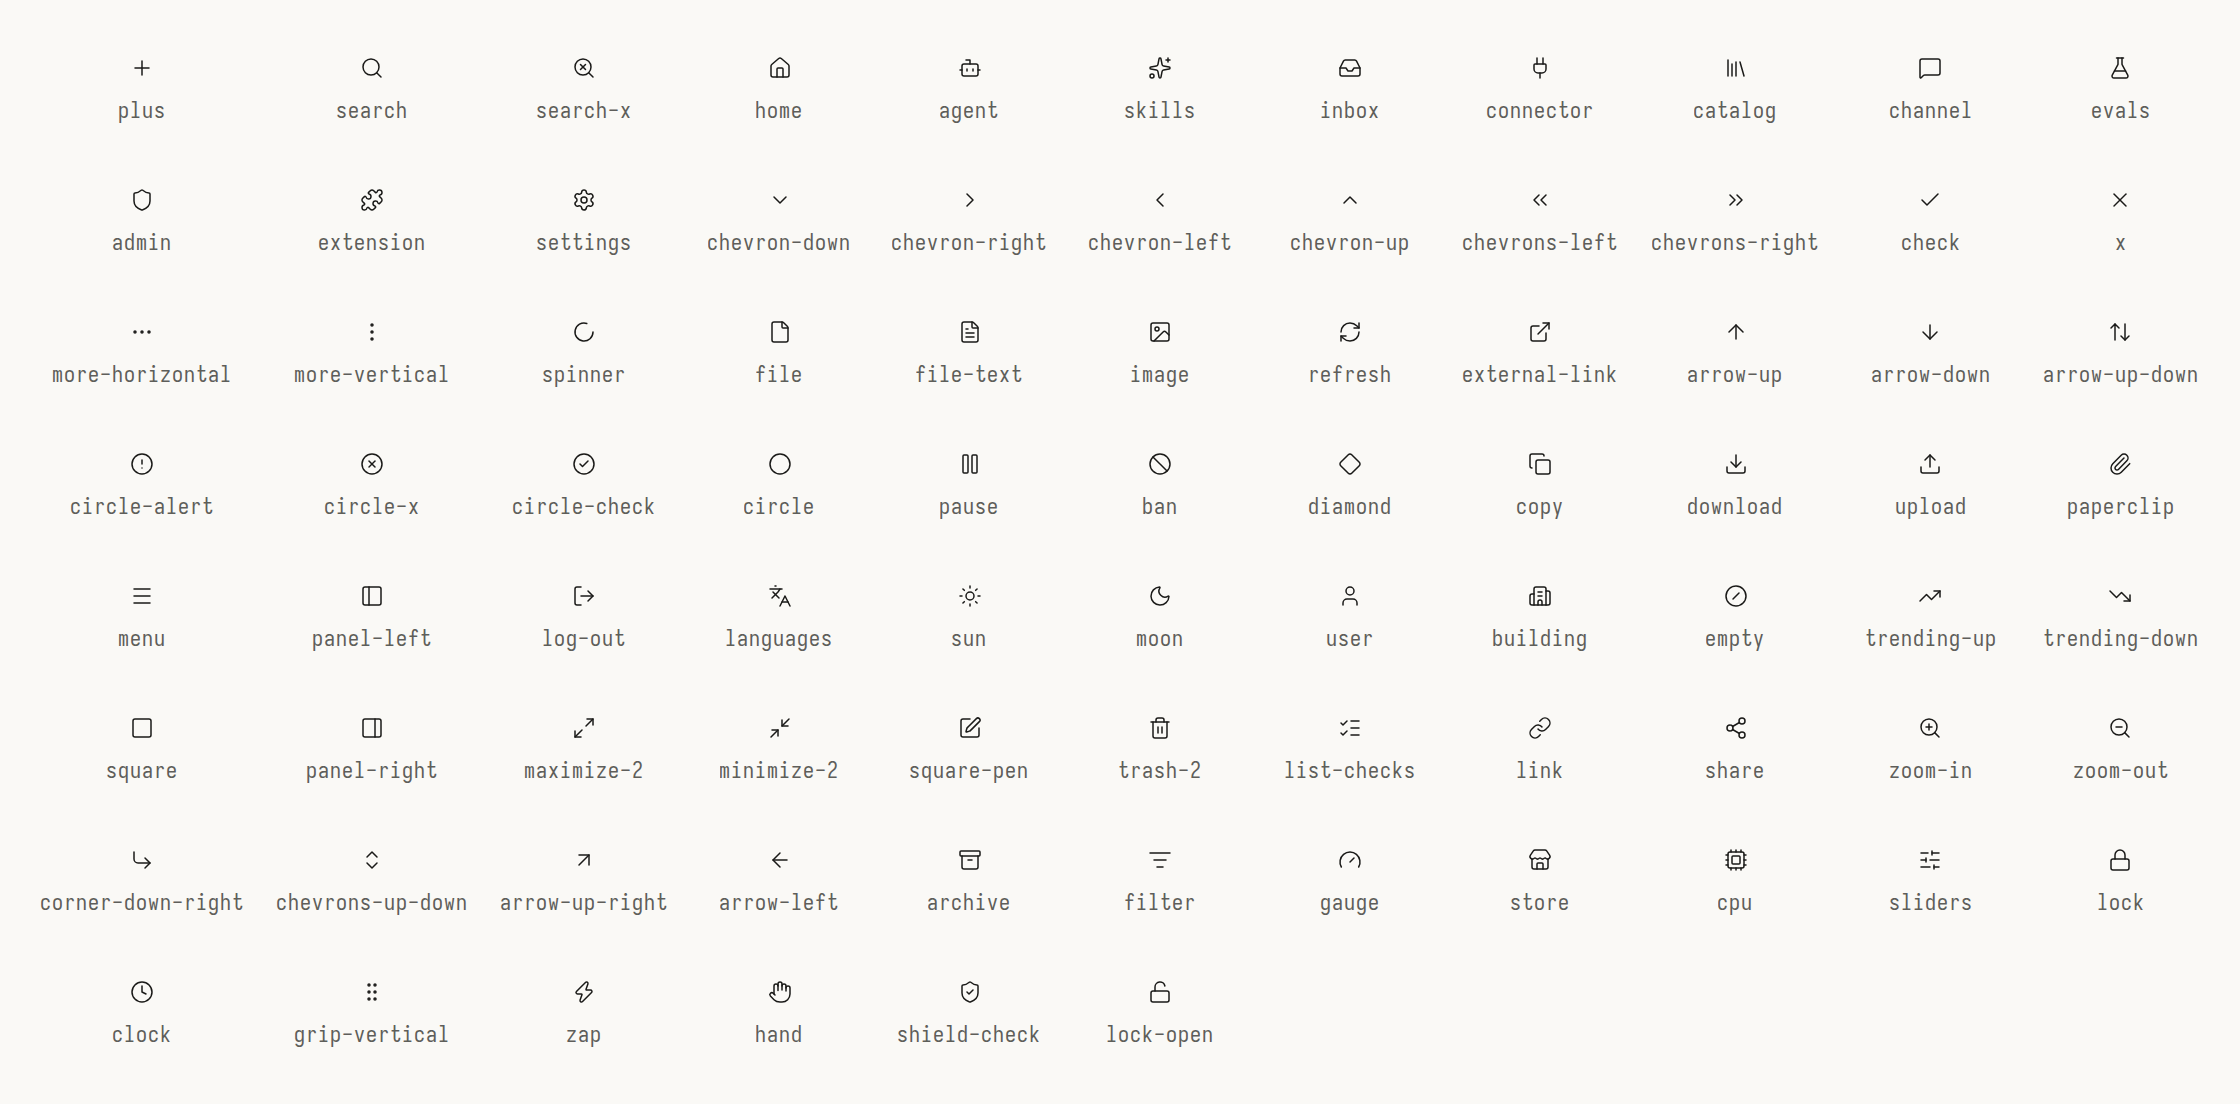 plus search search-x home agent skills inbox connector catalog channel evals
admin extension settings chevron-down chevron-right chevron-left chevron-up chevrons-left chevrons-right check x
more-horizontal more-vertical spinner file file-text image refresh external-link arrow-up arrow-down arrow-up-down
circle-alert circle-x circle-check circle pause ban diamond copy download upload paperclip
menu panel-left log-out languages sun moon user building empty trending-up trending-down
square panel-right maximize-2 minimize-2 square-pen trash-2 list-checks link share zoom-in zoom-out
corner-down-right chevrons-up-down arrow-up-right arrow-left archive filter gauge store cpu sliders lock
clock grip-vertical zap hand shield-check lock-open